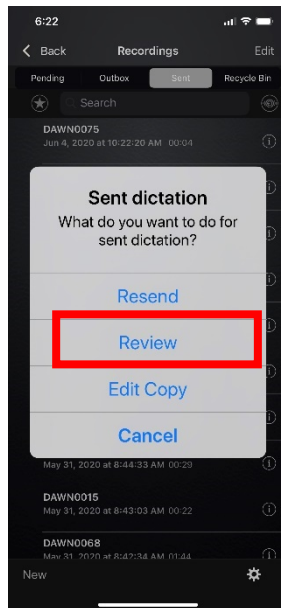 6:22
Back Recordings Edit
Pending Outbox Sent Recycle Bin
Search
DAWN0075
Jun 4, 2020 at 10:22:20 AM 00:04
Sent dictation
What do you want to do for
sent dictation?
Resend
Review
Edit Copy
Cancel
May 31, 2020 at 8:44:33 AM 00:29
DAWN0015
May 31, 2020 at 8:43:03 AM 00:22
DAWN0068
May 31, 2020 at 8:42:34 AM 01:44
New